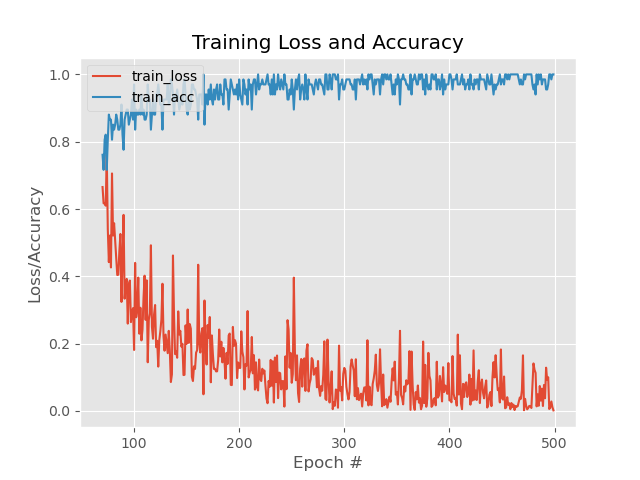 Training Loss and Accuracy
train_loss
train_acc
1.0
0.8
0.6
0.4
0.2
0.0
Loss/Accuracy
100 200 300 400 500
Epoch #